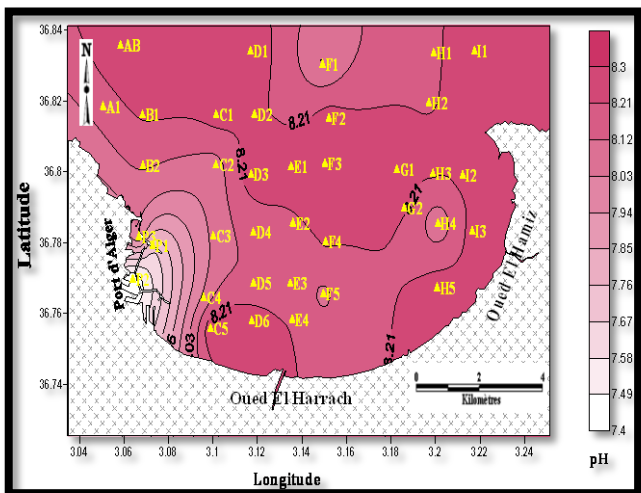 36.84
36.82
36.8
36.78
36.76
36.74
Latitude
N
AB
D1
F1
H1
I1
A1
B1
C1
D2
8.21
F2
H2
B2
C2
8.21
D3
E1
F3
G1
H3
I2
G2
C3
D4
E2
F4
H4
I3
Port d'Alger
C4
D5
E3
F5
H5
8.21
C5
D6
E4
8.21
Oued El Hamiz
Oued El Harrach
0 2 4
Kilomètres
3.04 3.06 3.08 3.1 3.12 3.14 3.16 3.18 3.2 3.22 3.24
Longitude
8.3
8.21
8.12
8.03
7.94
7.85
7.76
7.67
7.58
7.49
7.4
pH